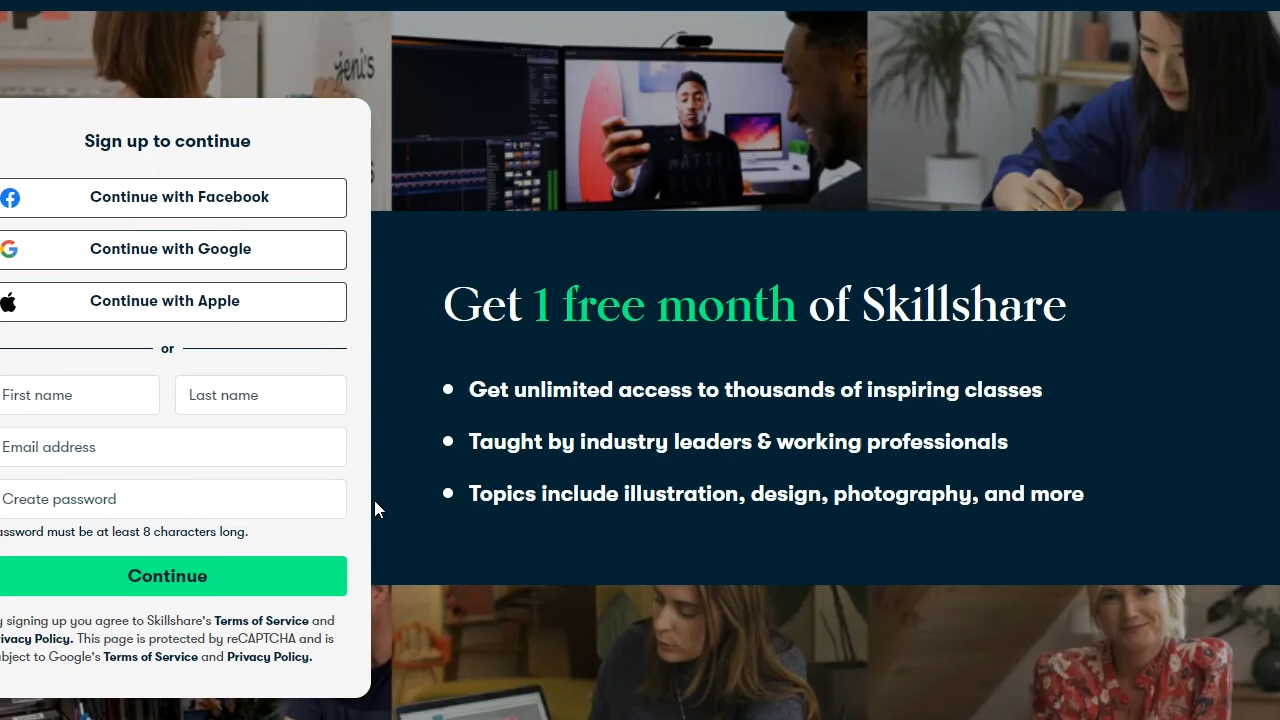 jeni's
Sign up to continue
Continue with Facebook
Continue with Google
Continue with Apple
or
First name
Last name
Email address
Create password
assword must be at least 8 characters long.
Continue
y signing up you agree to Skillshare's Terms of Service and
rivacy Policy. This page is protected by reCAPTCHA and is
bject to Google's Terms of Service and Privacy Policy.
Get 1 free month of Skillshare
Get unlimited access to thousands of inspiring classes
Taught by industry leaders & working professionals
Topics include illustration, design, photography, and more